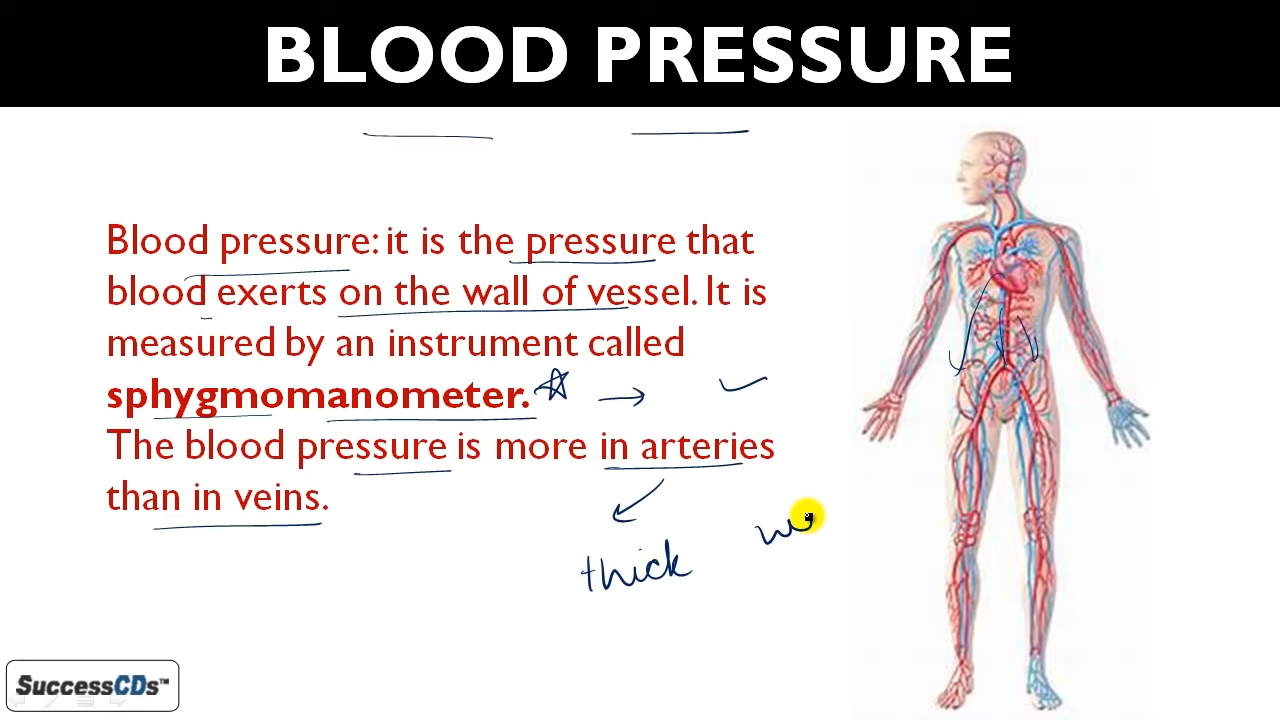 BLOOD PRESSURE
Blood pressure: it is the pressure that
blood exerts on the wall of vessel. It is
measured by an instrument called
sphygmomanometer.
The blood pressure is more in arteries
than in veins.
thick
SuccessCDs™